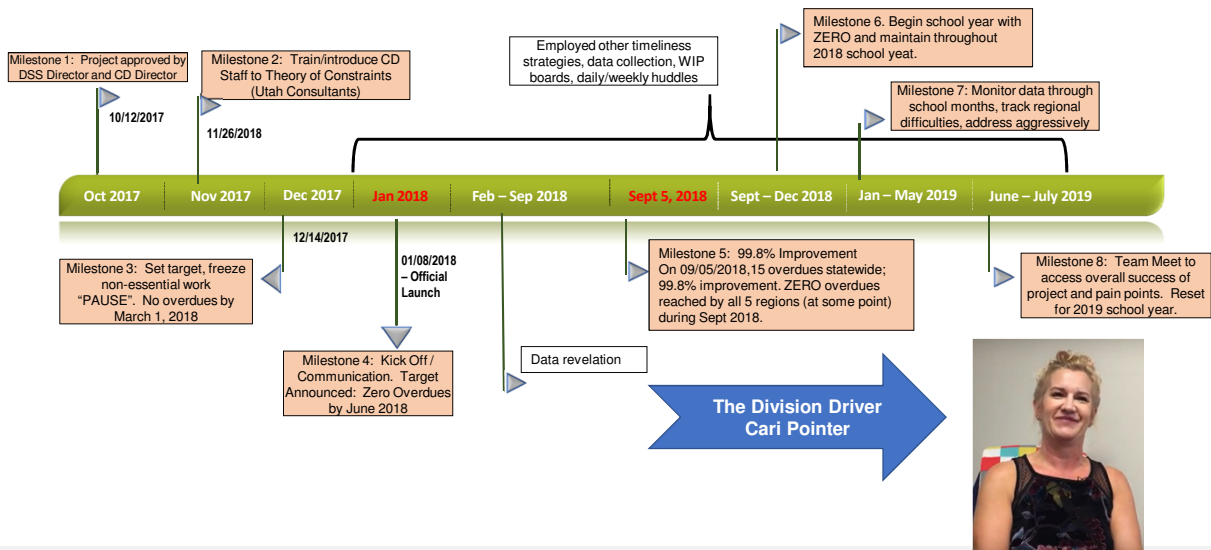 Milestone 1: Project approved by
DSS Director and CD Director
10/12/2017
Milestone 2: Train/introduce CD
Staff to Theory of Constraints
(Utah Consultants)
11/26/2018
Employed other timeliness
strategies, data collection, WIP
boards, daily/weekly huddles
Milestone 6. Begin school year with
ZERO and maintain throughout
2018 school yeat.
Milestone 7: Monitor data through
school months, track regional
difficulties, address aggressively
Oct 2017
Nov 2017
Dec 2017
Jan 2018
Feb – Sep 2018
Sept 5, 2018
Sept – Dec 2018
Jan – May 2019
June – July 2019
12/14/2017
Milestone 3: Set target, freeze
non-essential work
“PAUSE”. No overdues by
March 1, 2018
01/08/2018
– Official
Launch
Milestone 4: Kick Off /
Communication. Target
Announced: Zero Overdues
by June 2018
Data revelation
Milestone 5: 99.8% Improvement
On 09/05/2018,15 overdues statewide;
99.8% improvement. ZERO overdues
reached by all 5 regions (at some point)
during Sept 2018.
Milestone 8: Team Meet to
access overall success of
project and pain points. Reset
for 2019 school year.
The Division Driver
Cari Pointer